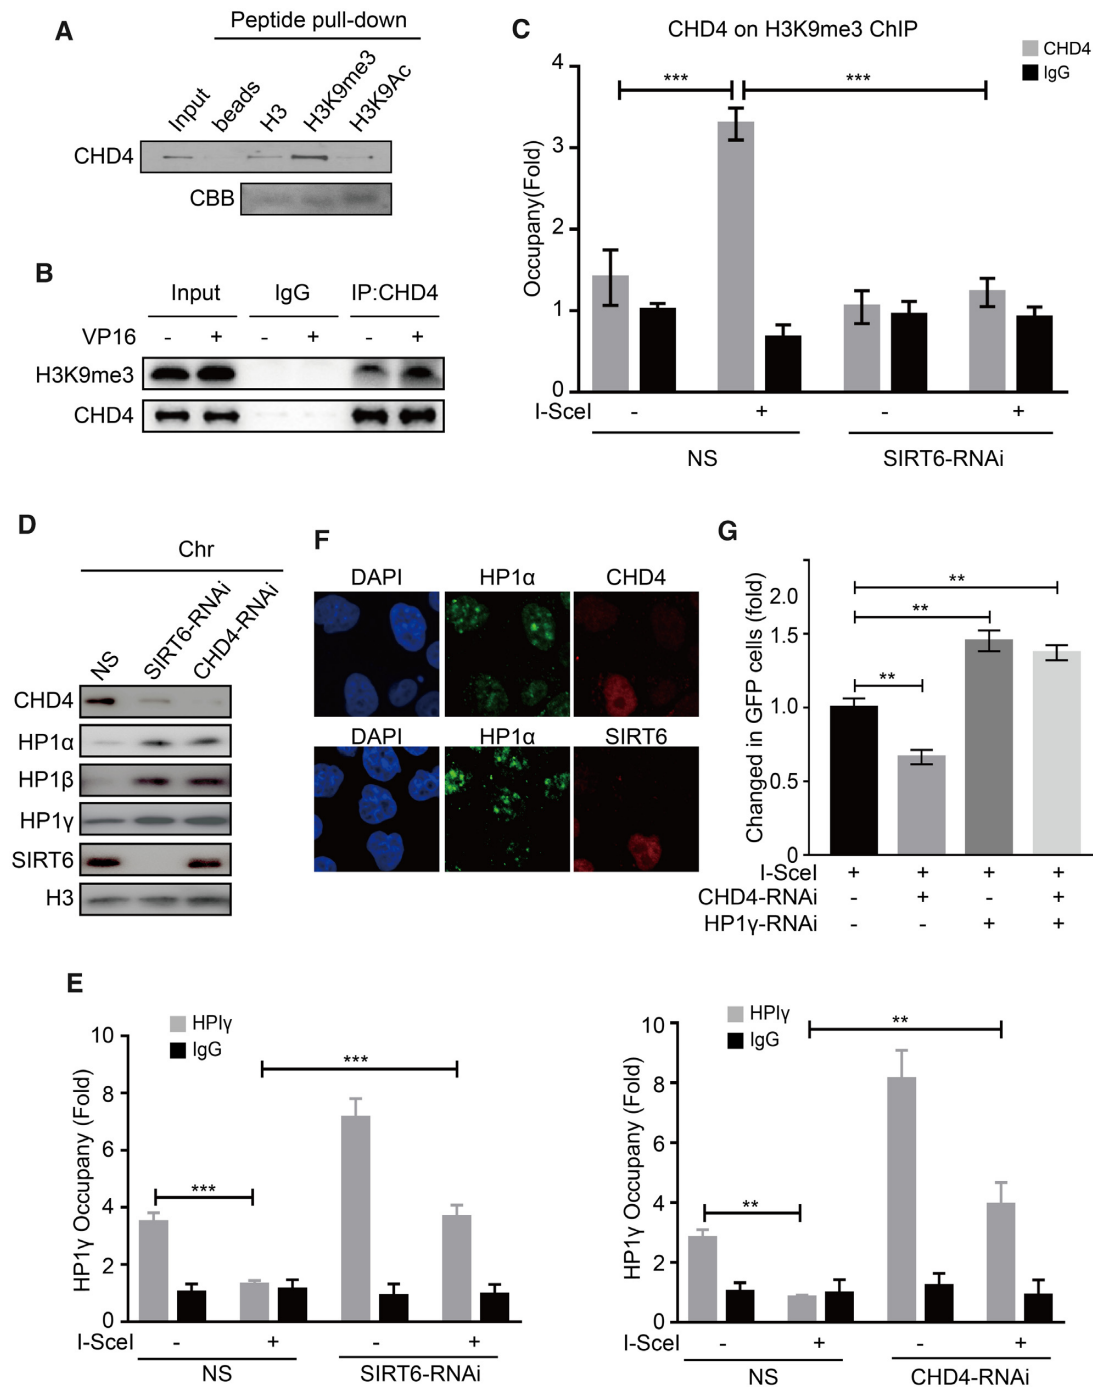 A
Peptide pull-down
Input
beads
H3
H3K9me3
H3K9Ac
CHD4
CBB
B
Input IgG IP:CHD4
VP16 - + - + - +
H3K9me3
CHD4
C
CHD4 on H3K9me3 ChIP
CHD4
IgG
*** ***
Occupany(Fold)
4
3
2
1
0
I-SceI - + - +
NS SIRT6-RNAi
D
Chr
NS
SIRT6-RNAi
CHD4-RNAi
CHD4
HP1α
HP1β
HP1γ
SIRT6
H3
F
DAPI HP1α CHD4
DAPI HP1α SIRT6
G
Changed in GFP cells (fold)
2.0
1.5
1.0
0.5
0
**
**
**
I-SceI + + + +
CHD4-RNAi - + - +
HP1γ-RNAi - - + +
E
HPIγ
IgG
HP1γ Occupany (Fold)
10
8
6
4
2
0
***
***
I-SceI - + - +
NS SIRT6-RNAi
HPIγ
IgG
HP1γ Occupany (Fold)
10
8
6
4
2
0
**
**
I-SceI - + - +
NS CHD4-RNAi